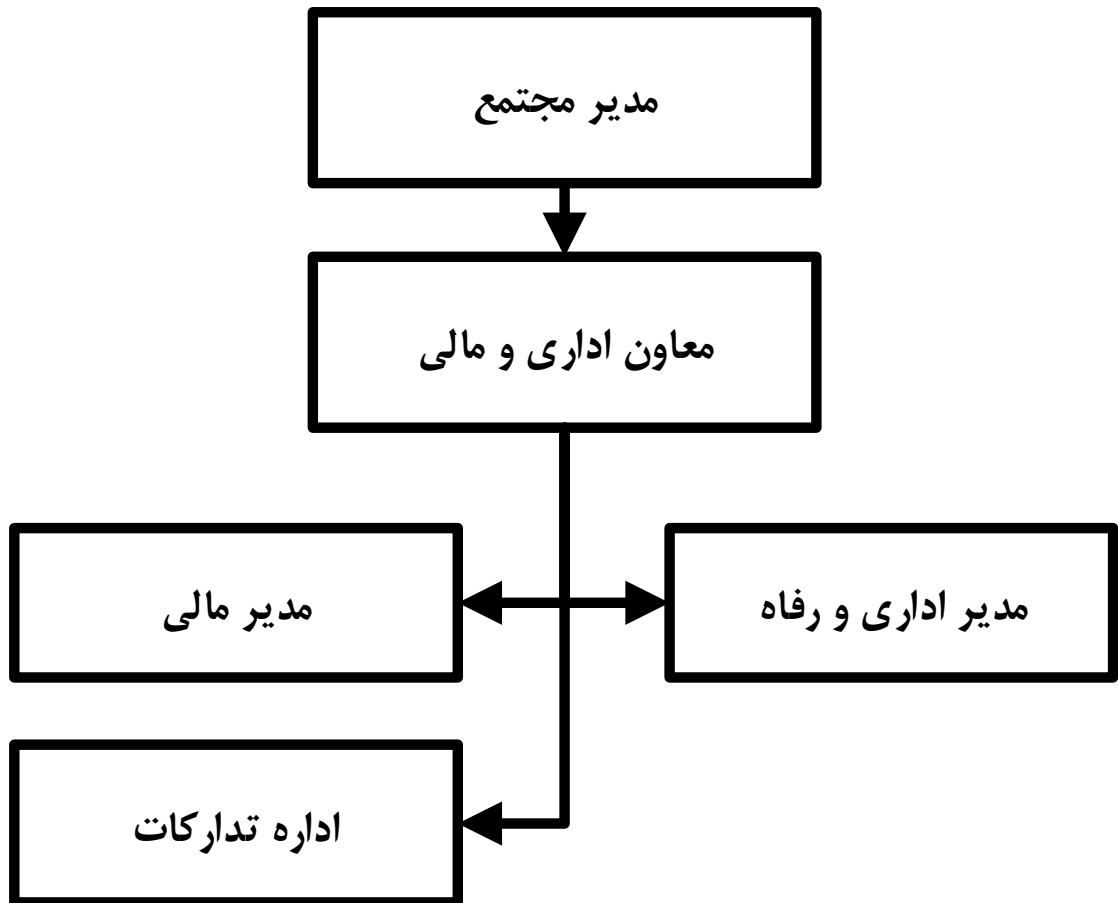 مدیر مجتمع
معاون اداری و مالی
مدیر اداری و رفاه
مدیر مالی
اداره تدارکات